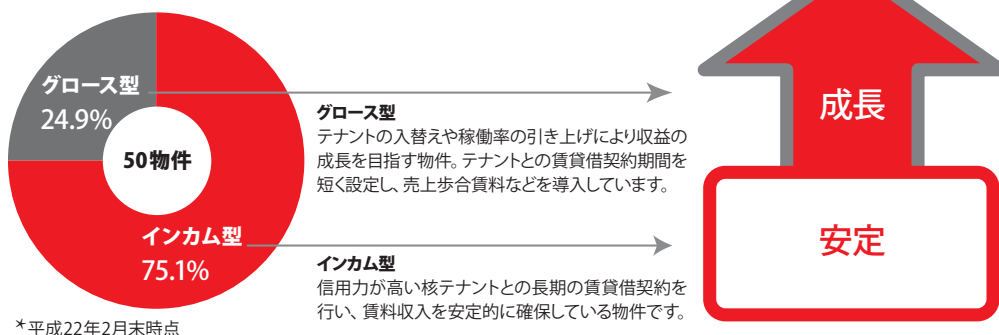 グロース型
24.9%
50物件
インカム型
75.1%
*平成22年2月末時点
グロース型
テナントの入替えや稼働率の引き上げにより収益の
成長を目指す物件。テナントとの賃貸借契約期間を
短く設定し、売上歩合賃料などを導入しています。
インカム型
信用力が高い核テナントとの長期の賃貸借契約を
行い、賃料収入を安定的に確保している物件です。
成長
安定